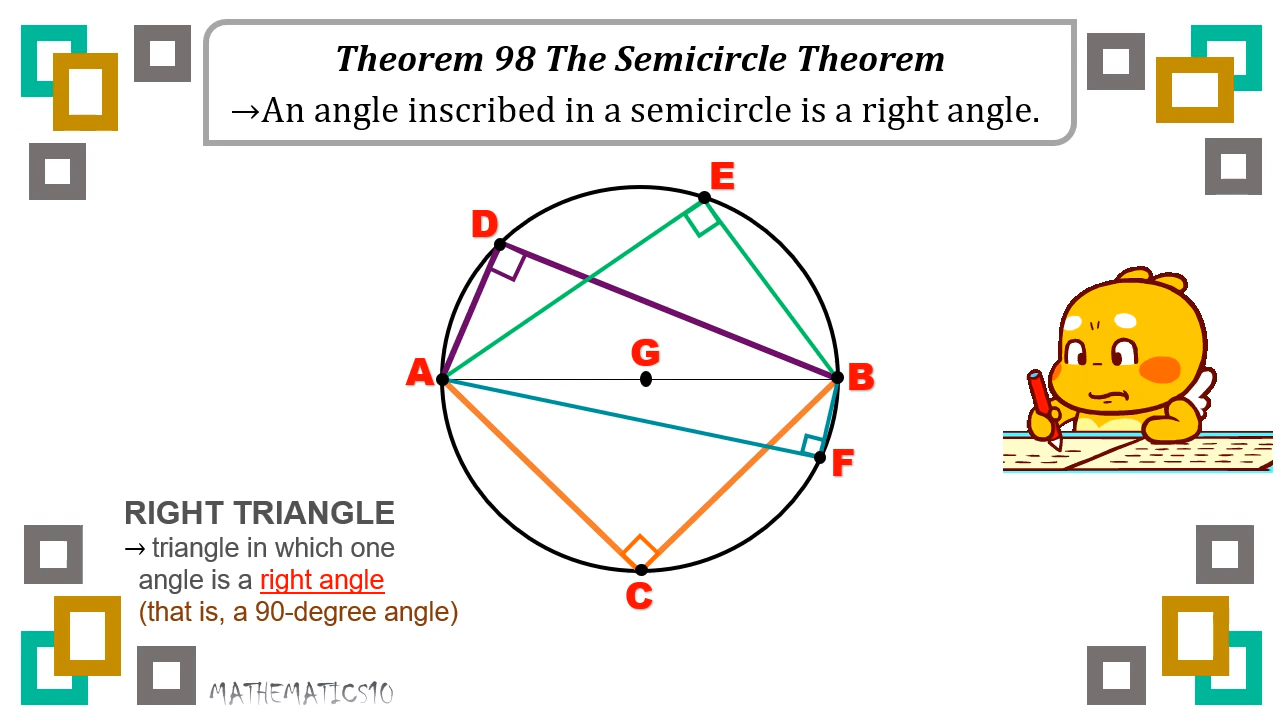 Theorem 98 The Semicircle Theorem
→An angle inscribed in a semicircle is a right angle.
E
D
G
A
B
F
C
RIGHT TRIANGLE
→ triangle in which one
angle is a right angle
(that is, a 90-degree angle)
MATHEMATICS10